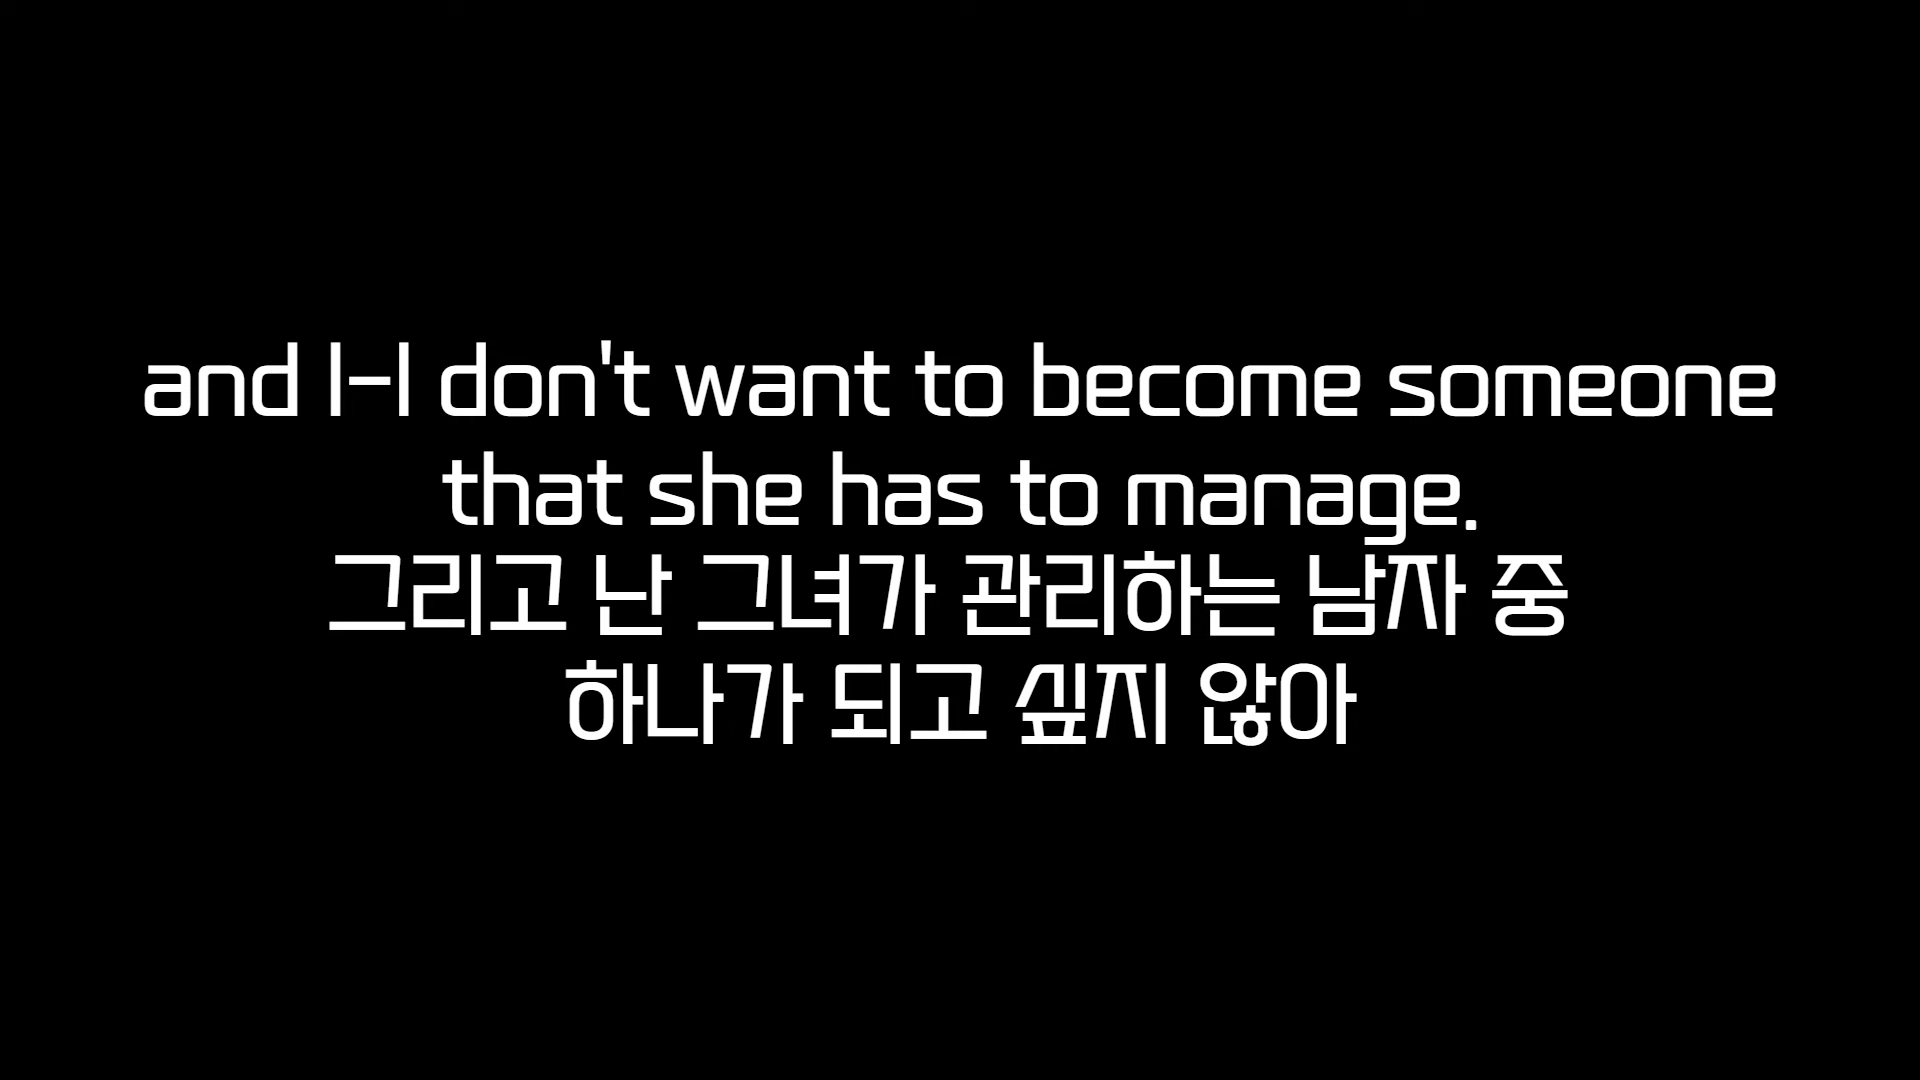 and I-I don't want to become someone
that she has to manage.
그리고 난 그녀가 관리하는 남자 중
하나가 되고 싶지 않아